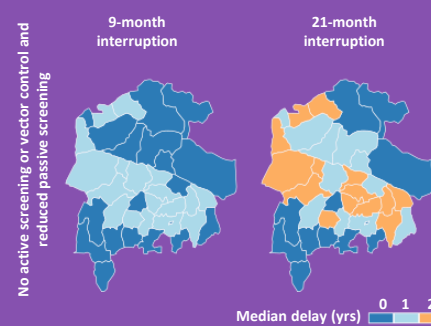 9-month
interruption
21-month
interruption
No active screening or vector control and
reduced passive screening
Median delay (yrs)
0 1 2